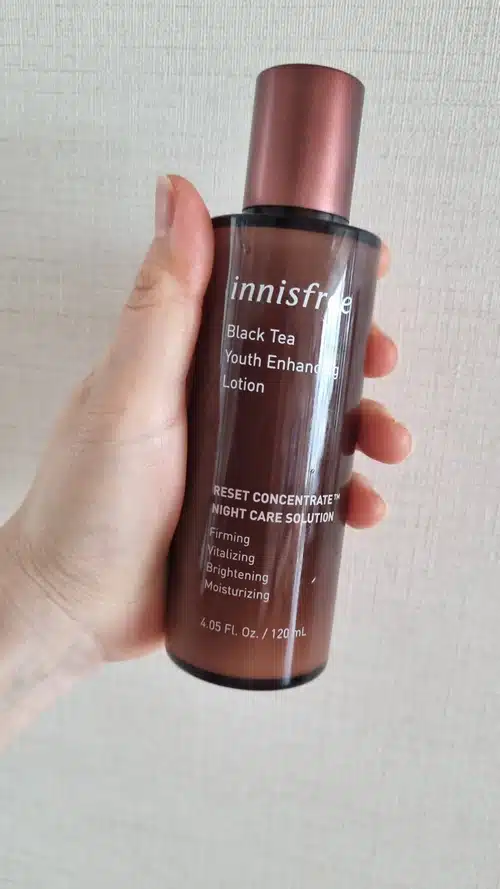 innisfree
Black Tea
Youth Enhancing
Lotion
RESET CONCENTRATE™
NIGHT CARE SOLUTION
Firming
Vitalizing
Brightening
Moisturizing
4.05 Fl. Oz. / 120 mL